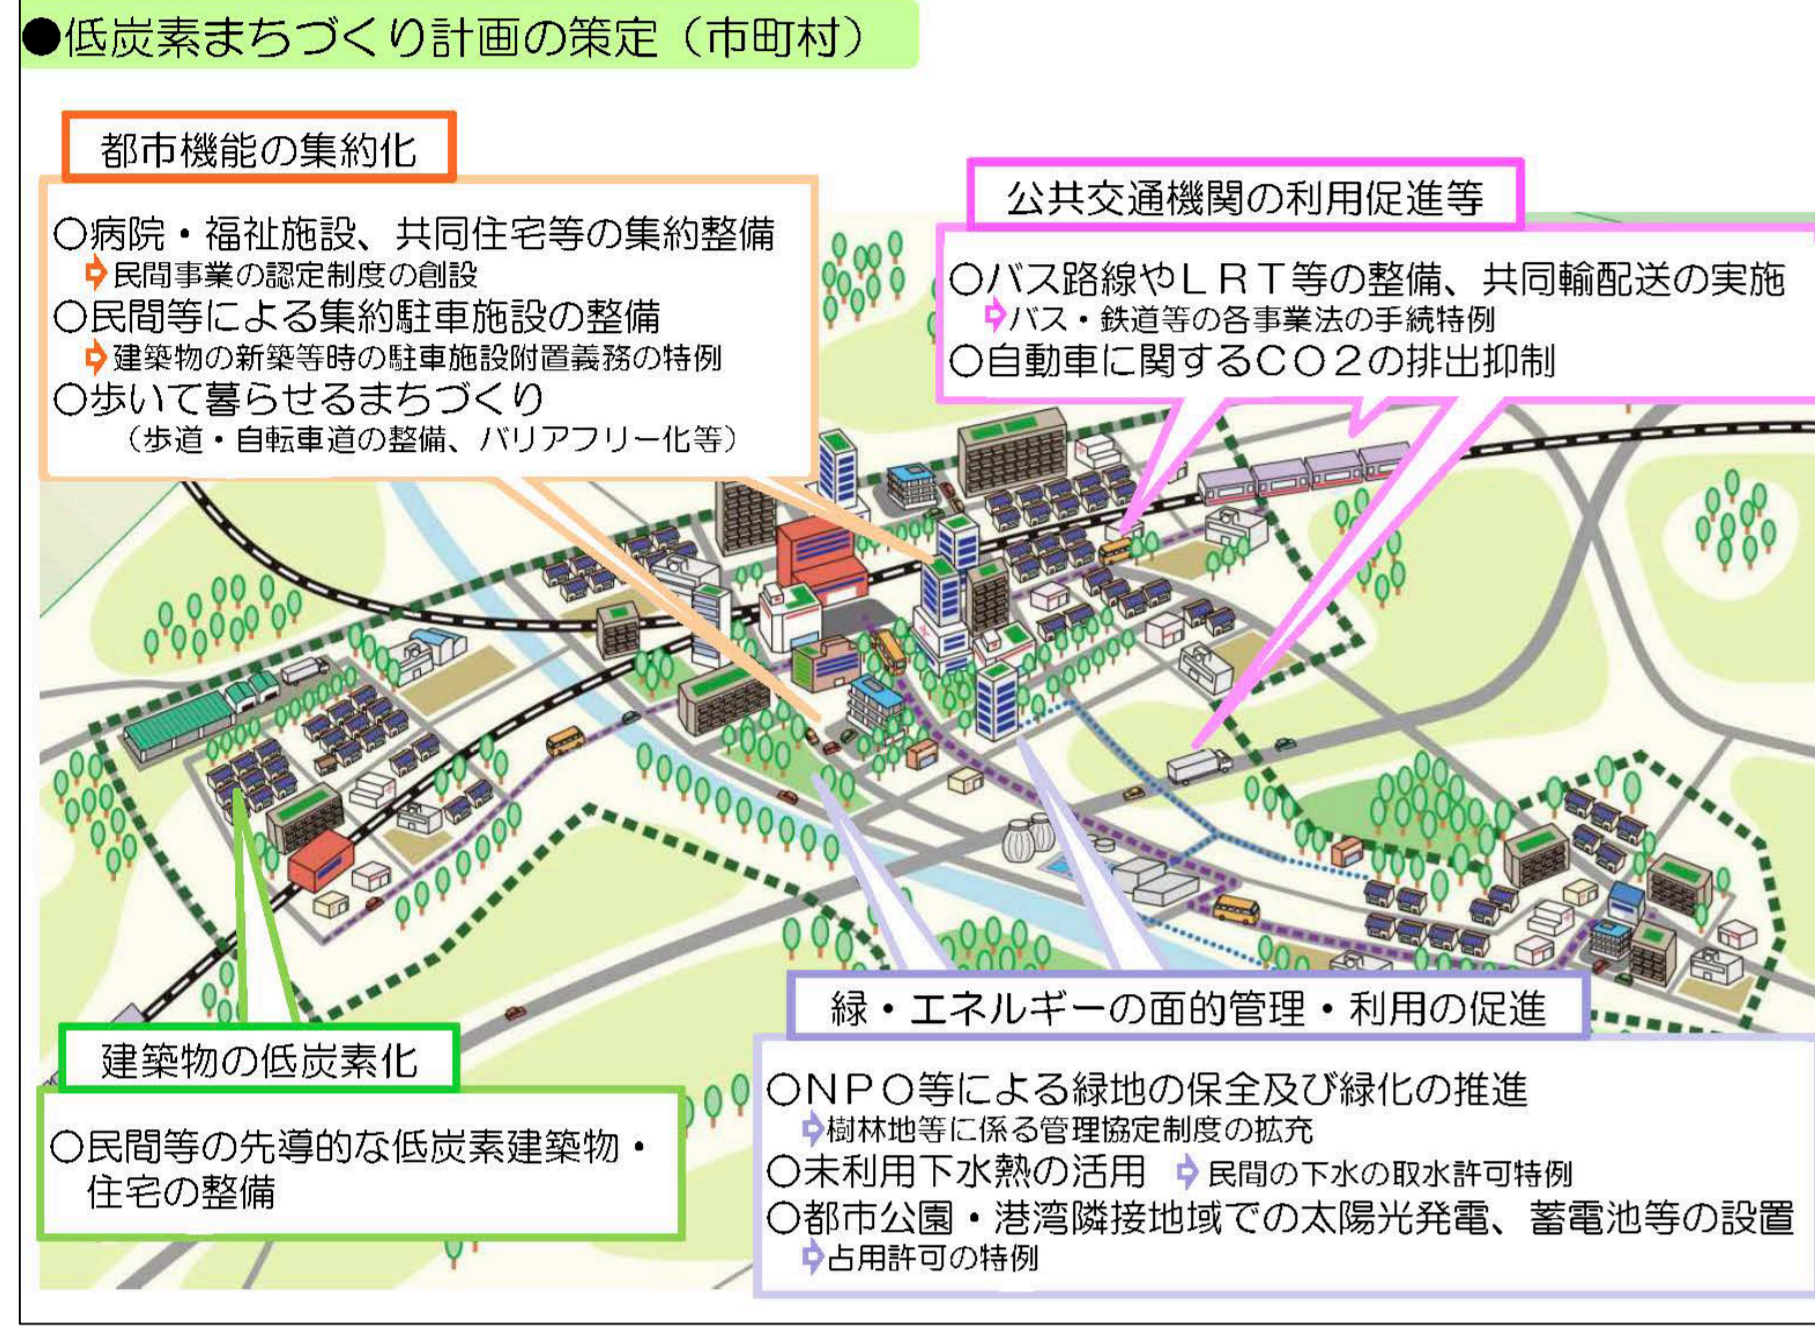 ●低炭素まちづくり計画の策定（市町村）
都市機能の集約化
○病院・福祉施設、共同住宅等の集約整備
民間事業の認定制度の創設
○民間等による集約駐車施設の整備
建築物の新築等時の駐車施設附置義務の特例
○歩いて暮らせるまちづくり
（歩道・自転車道の整備、バリアフリー化等）
公共交通機関の利用促進等
○バス路線やＬＲＴ等の整備、共同輸配送の実施
バス・鉄道等の各事業法の手続特例
○自動車に関するＣＯ２の排出抑制
建築物の低炭素化
○民間等の先導的な低炭素建築物・
住宅の整備
緑・エネルギーの面的管理・利用の促進
○ＮＰＯ等による緑地の保全及び緑化の推進
樹林地等に係る管理協定制度の拡充
○未利用下水熱の活用 民間の下水の取水許可特例
○都市公園・港湾隣接地域での太陽光発電、蓄電池等の設置
占用許可の特例